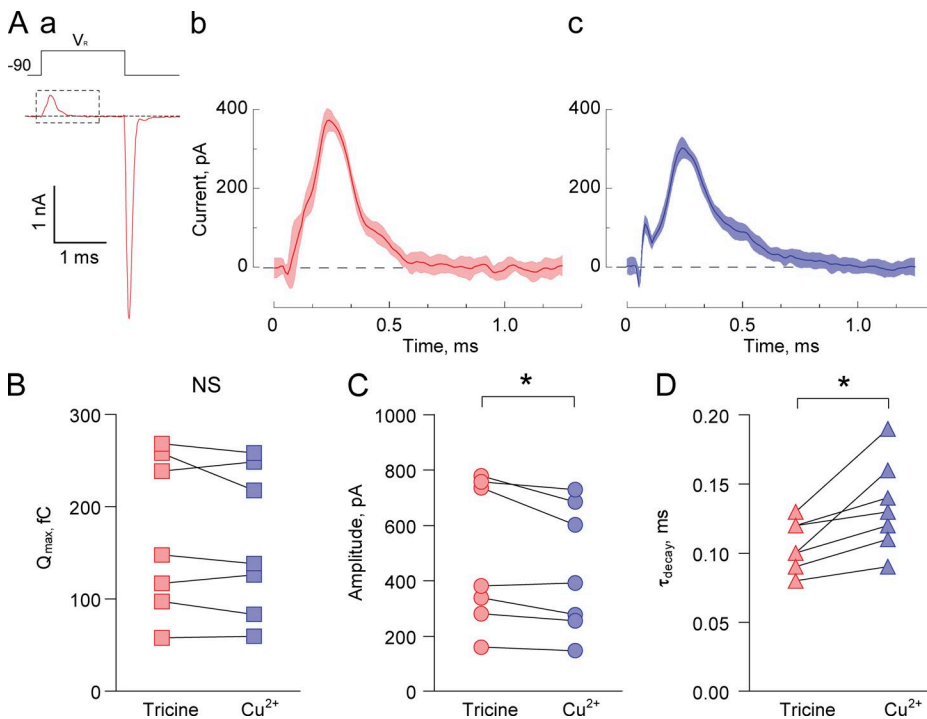 A a
V_R
-90
1 nA
1 ms
b
400
200
0
Current, pA
0 0.5 1.0
Time, ms
c
400
200
0
0 0.5 1.0
Time, ms
B
NS
300
200
100
0
Q_max, fC
Tricine Cu²⁺
C
*
1000
800
600
400
200
0
Amplitude, pA
Tricine Cu²⁺
D
*
0.20
0.15
0.10
0.05
0.00
τ_decay, ms
Tricine Cu²⁺